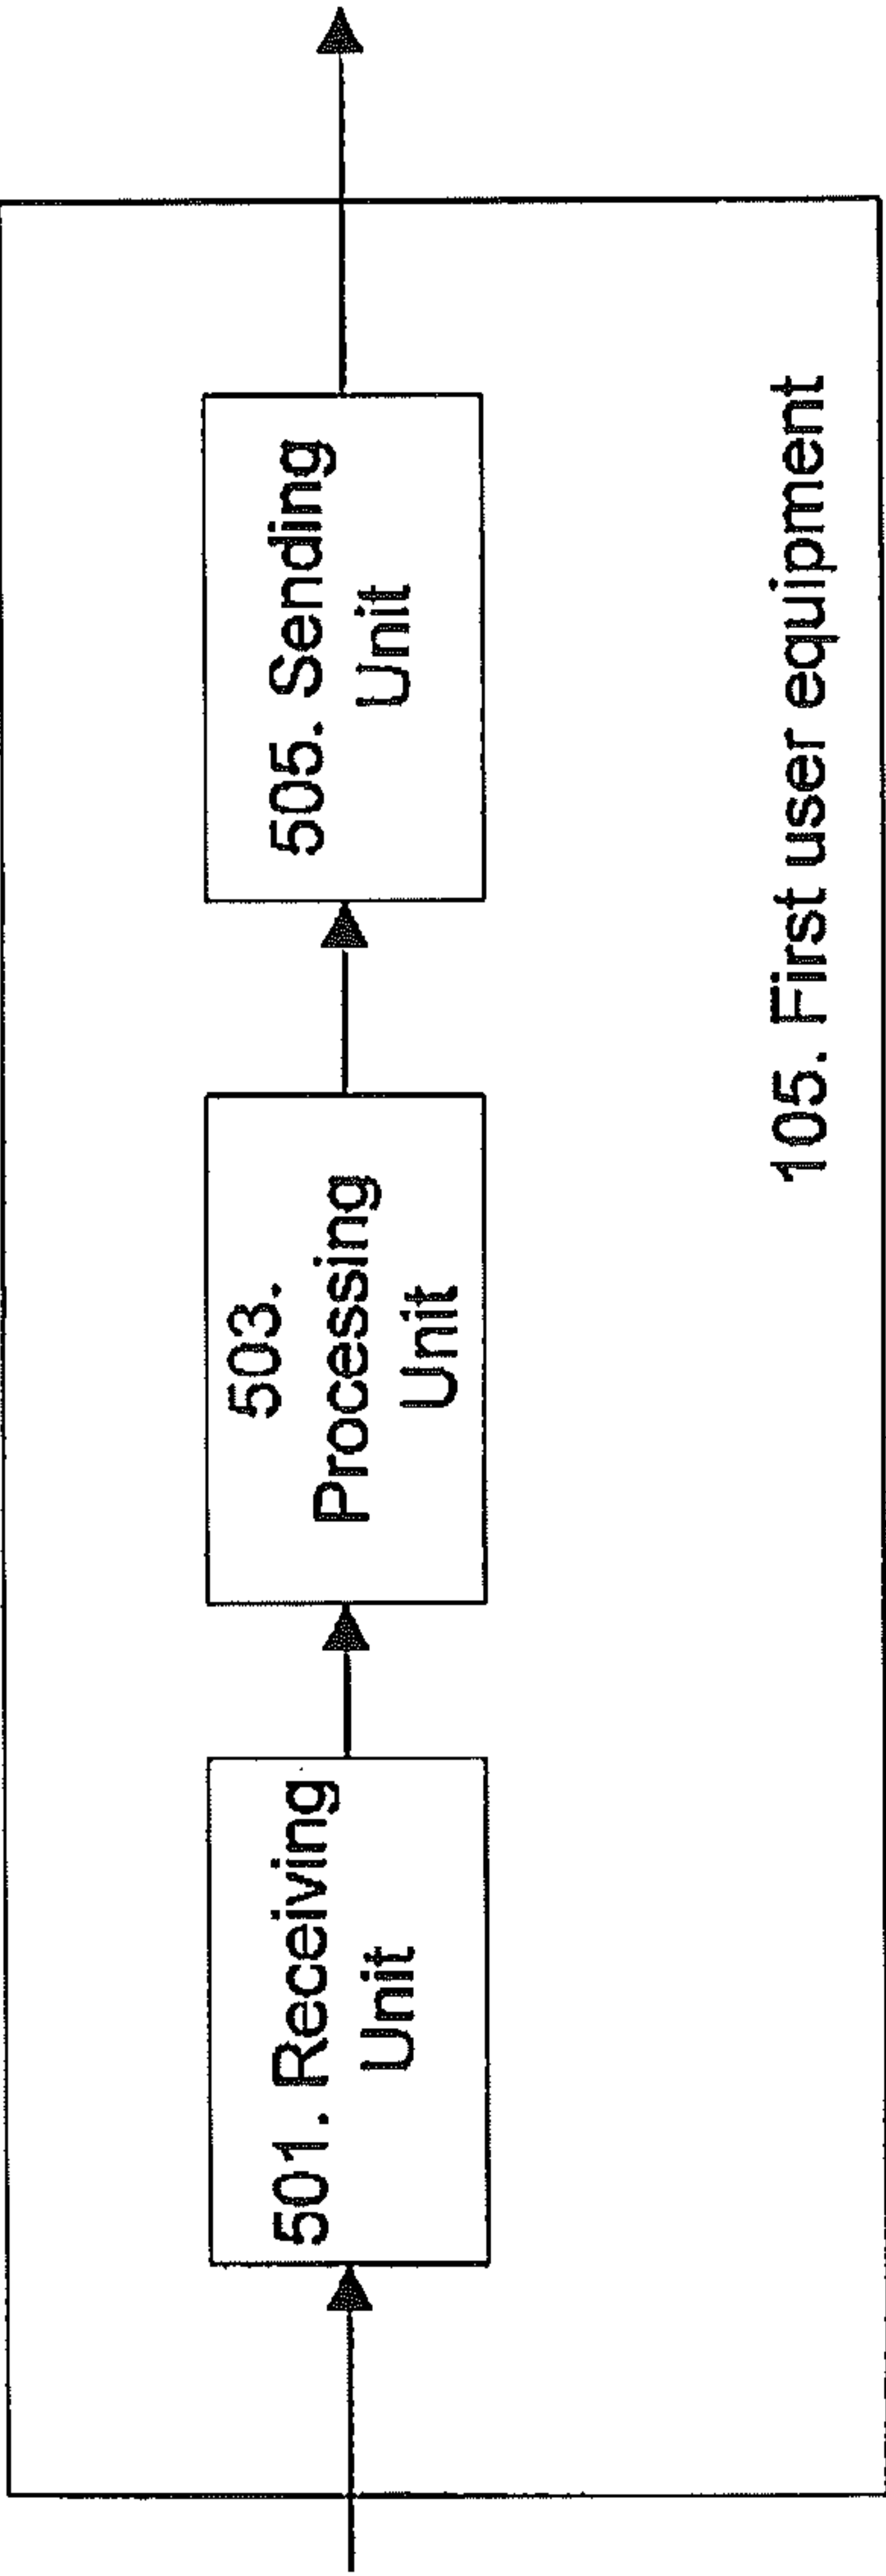 501. Receiving
Unit
503.
Processing
Unit
505. Sending
Unit
105. First user equipment